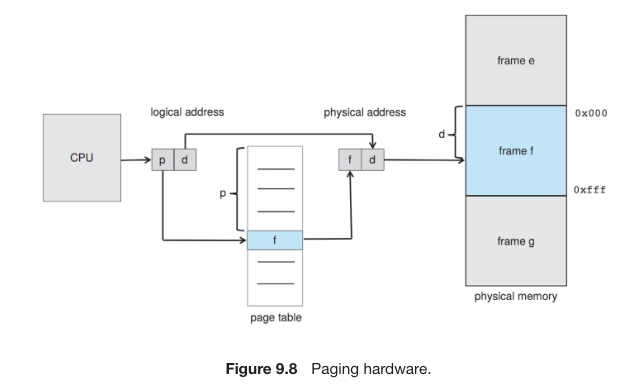 frame e
logical address
physical address
0x000
d
CPU
p d
f d
frame f
p
0xfff
f
frame g
physical memory
page table
Figure 9.8 Paging hardware.